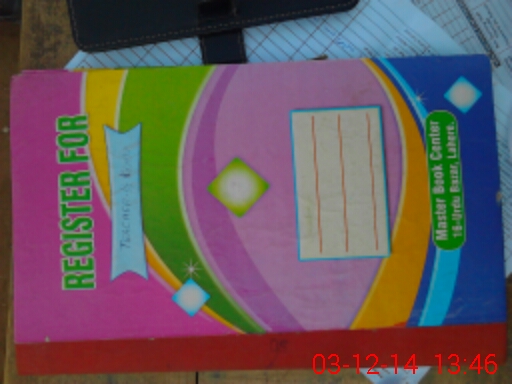 REGISTER FOR
Master Book Center
16-Urdu Bazar, Lahore.
03-12-14 13:46